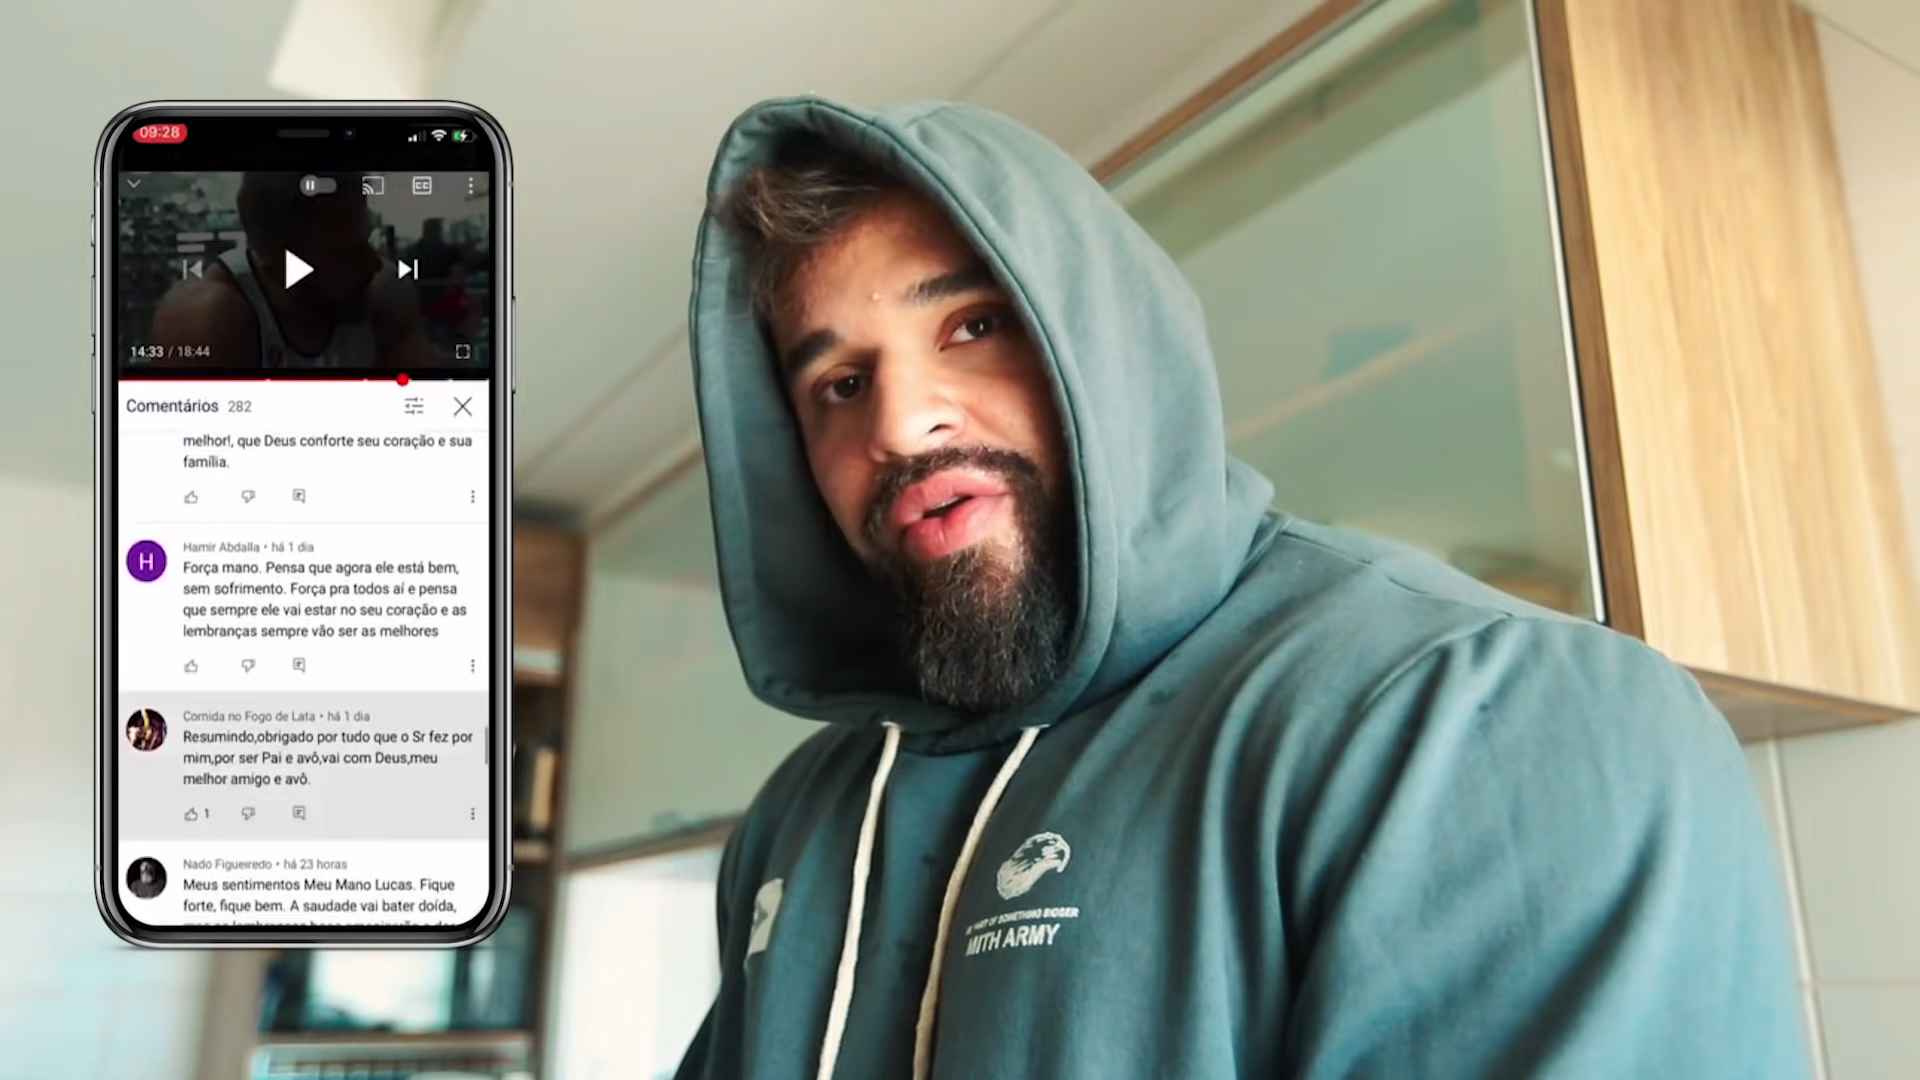 09:28
CC
14:33 / 18:44
Comentários 282
melhor!, que Deus conforte seu coração e sua
família.
H
Hamir Abdalla • há 1 dia
Força mano. Pensa que agora ele está bem,
sem sofrimento. Força pra todos aí e pensa
que sempre ele vai estar no seu coração e as
lembranças sempre vão ser as melhores
Comida no Fogo de Lata • há 1 dia
Resumindo,obrigado por tudo que o Sr fez por
mim,por ser Pai e avô,vai com Deus,meu
melhor amigo e avô.
1
Nado Figueiredo • há 23 horas
Meus sentimentos Meu Mano Lucas. Fique
forte, fique bem. A saudade vai bater doída,
PART OF SOMETHING BIGGER
MITH ARMY